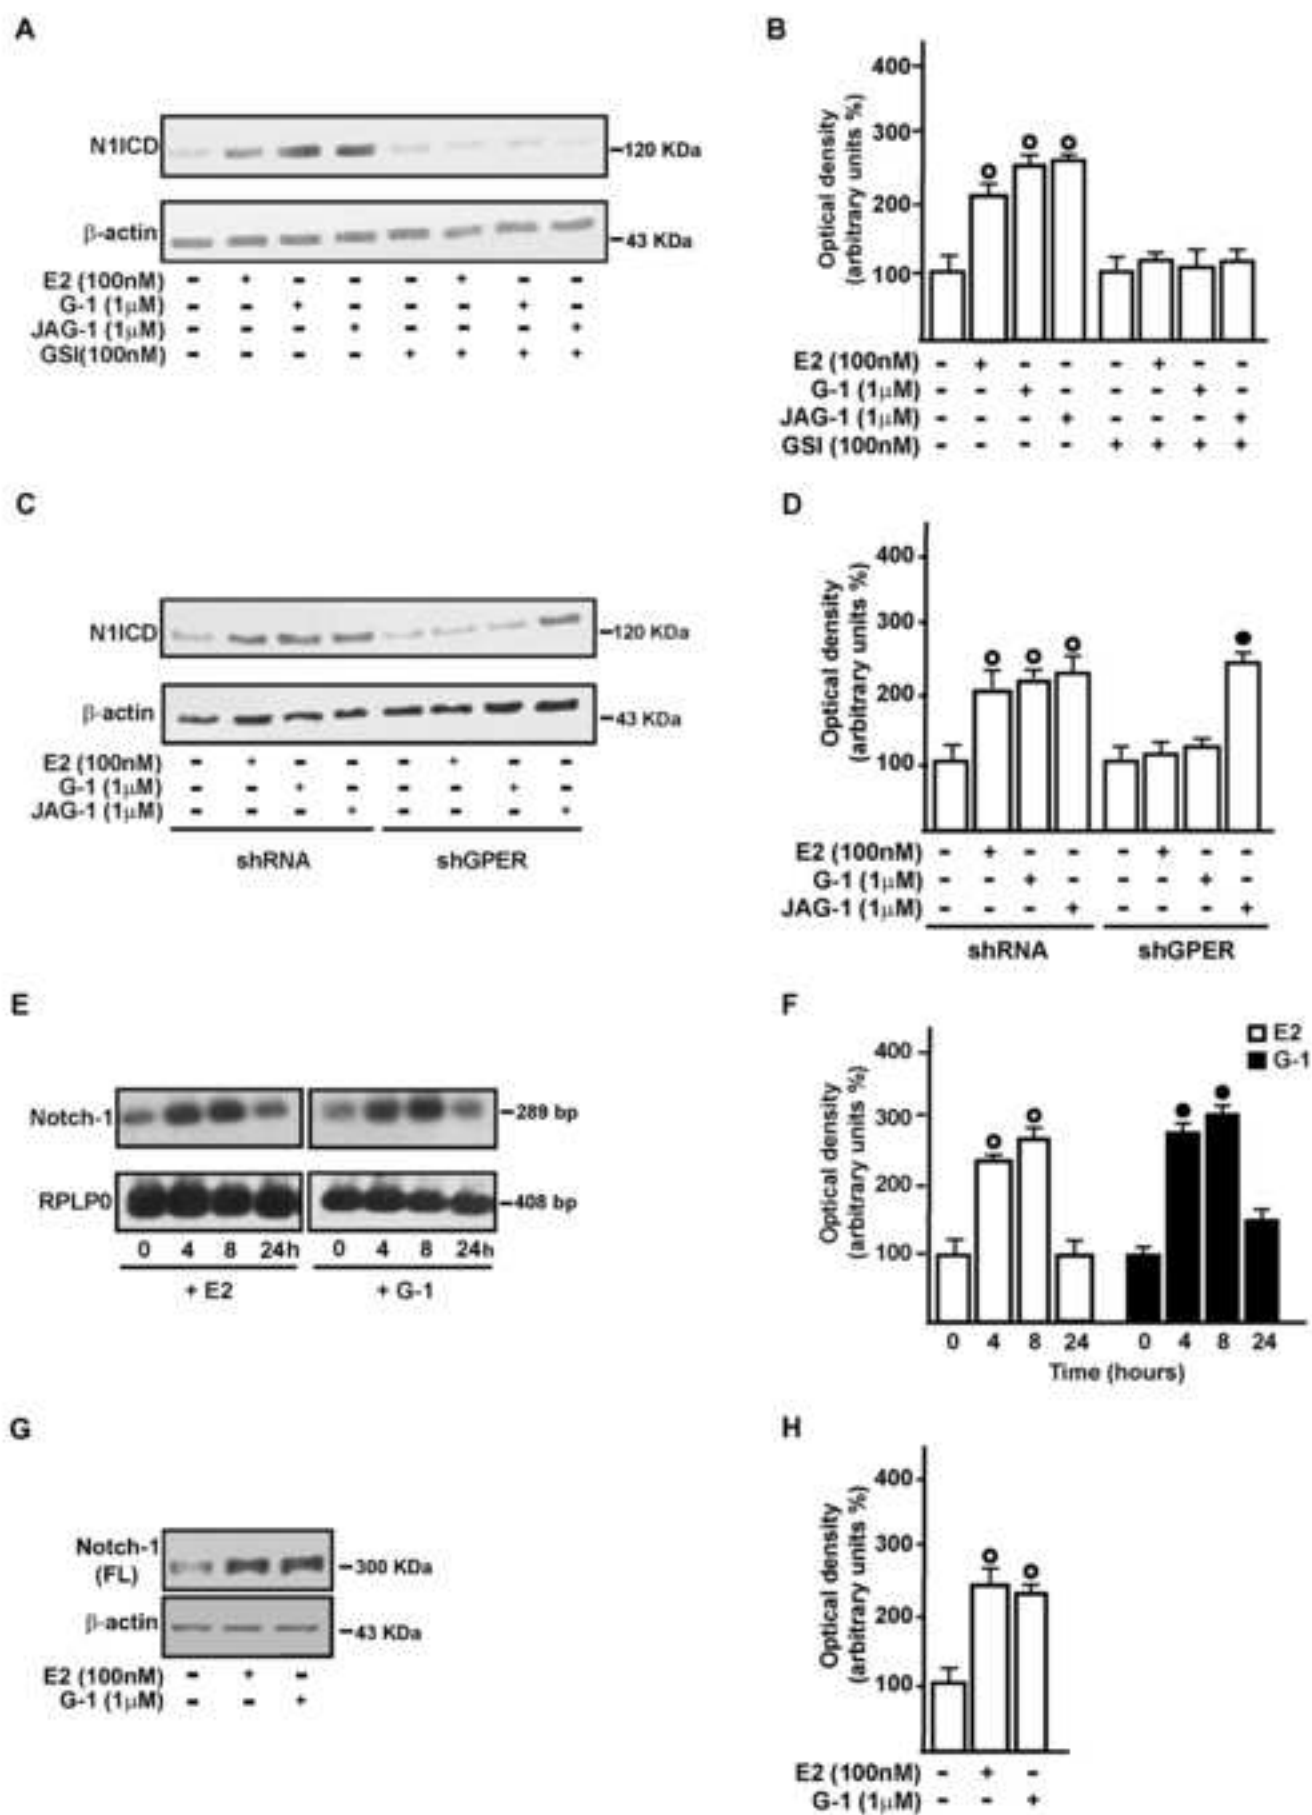 A
N1ICD
120 KDa
β-actin
43 KDa
E2 (100nM) - + - - - + - -
G-1 (1μM) - - + - - - + -
JAG-1 (1μM) - - - + - - - +
GSI(100nM) - - - - + + + +
B
Optical density
(arbitrary units %)
400
300
200
100
E2 (100nM) - + - - - + - -
G-1 (1μM) - - + - - - + -
JAG-1 (1μM) - - - + - - - +
GSI (100nM) - - - - + + + +
C
N1ICD
120 KDa
β-actin
43 KDa
E2 (100nM) - + - - - + - -
G-1 (1μM) - - + - - - + -
JAG-1 (1μM) - - - + - - - +
shRNA shGPER
D
Optical density
(arbitrary units %)
400
300
200
100
E2 (100nM) - + - - - + - -
G-1 (1μM) - - + - - - + -
JAG-1 (1μM) - - - + - - - +
shRNA shGPER
E
Notch-1
289 bp
RPLP0
408 bp
0 4 8 24h 0 4 8 24h
+ E2 + G-1
F
E2
G-1
Optical density
(arbitrary units %)
400
300
200
100
0 4 8 24 0 4 8 24
Time (hours)
G
Notch-1
(FL)
300 KDa
β-actin
43 KDa
E2 (100nM) - + -
G-1 (1μM) - - +
H
Optical density
(arbitrary units %)
400
300
200
100
E2 (100nM) - + -
G-1 (1μM) - - +